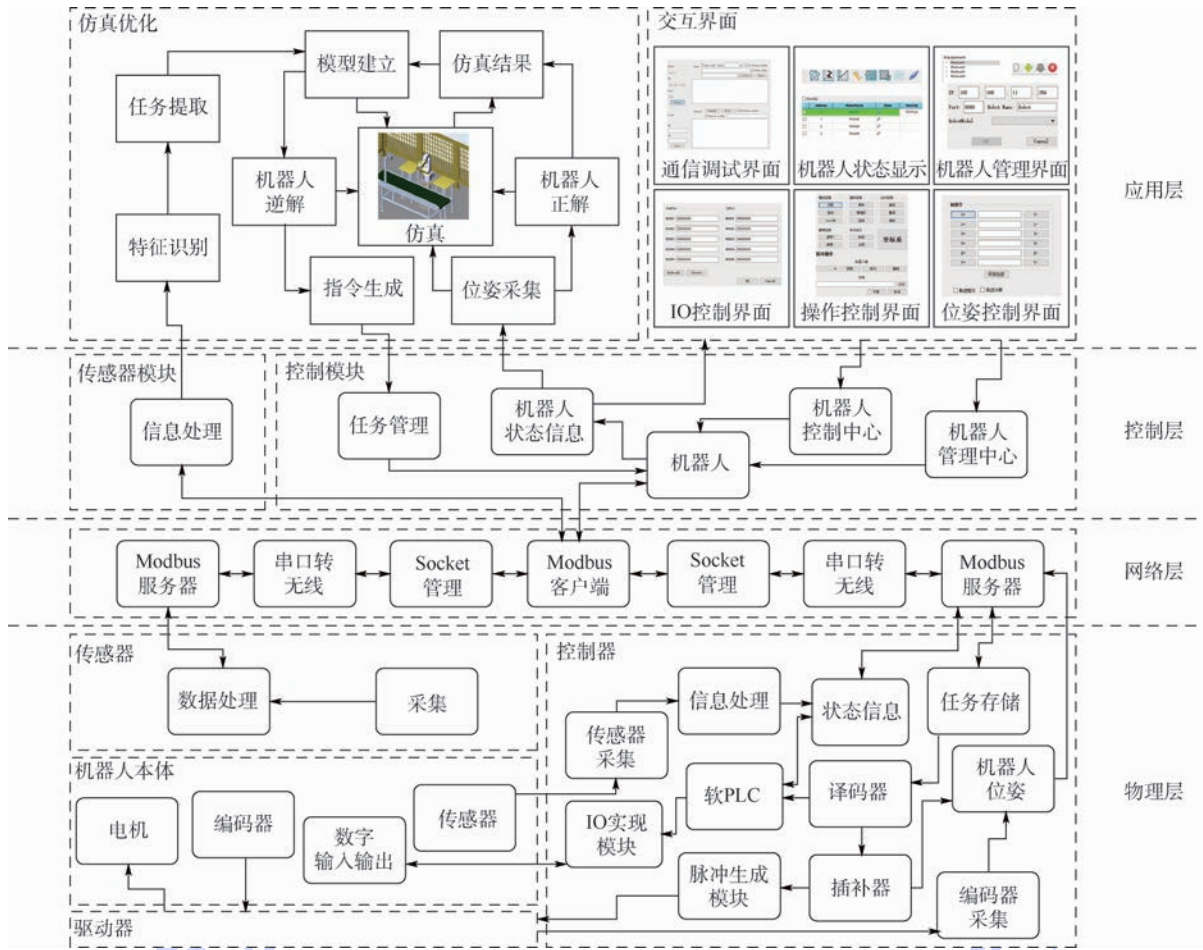 仿真优化
交互界面
模型建立
仿真结果
任务提取
机器人
逆解
仿真
机器人
正解
特征识别
指令生成
位姿采集
通信调试界面
机器人状态显示
机器人管理界面
IO控制界面
操作控制界面
位姿控制界面
坐标系
应用层
传感器模块
控制模块
信息处理
任务管理
机器人
状态信息
机器人
机器人
控制中心
机器人
管理中心
控制层
Modbus
服务器
串口转
无线
Socket
管理
Modbus
客户端
Socket
管理
串口转
无线
Modbus
服务器
网络层
传感器
数据处理
采集
控制器
信息处理
状态信息
任务存储
传感器
采集
机器人
位姿
软PLC
译码器
IO实现
模块
脉冲生成
模块
插补器
编码器
采集
机器人本体
电机
编码器
数字
输入输出
传感器
驱动器
物理层